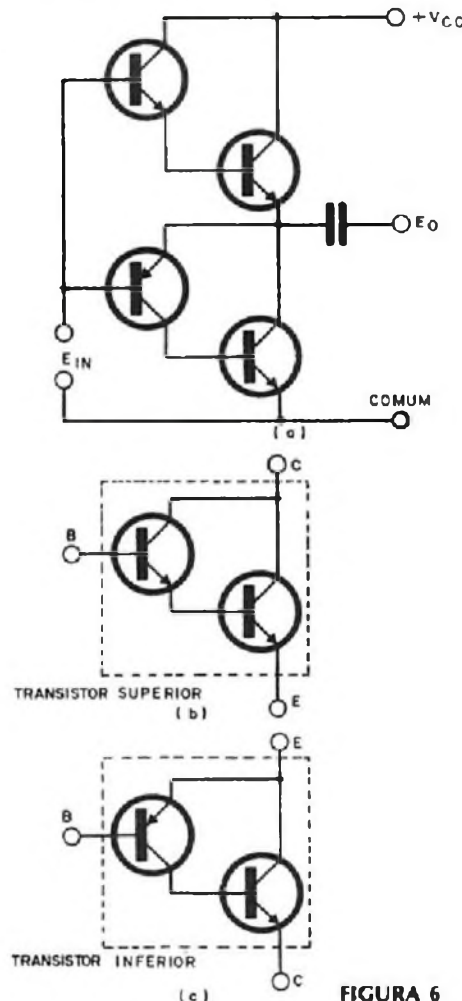 +VCC
EO
EIN
COMUM
(a)
C
B
E
TRANSISTOR SUPERIOR
(b)
E
B
TRANSISTOR INFERIOR
C
(c)
FIGURA 6